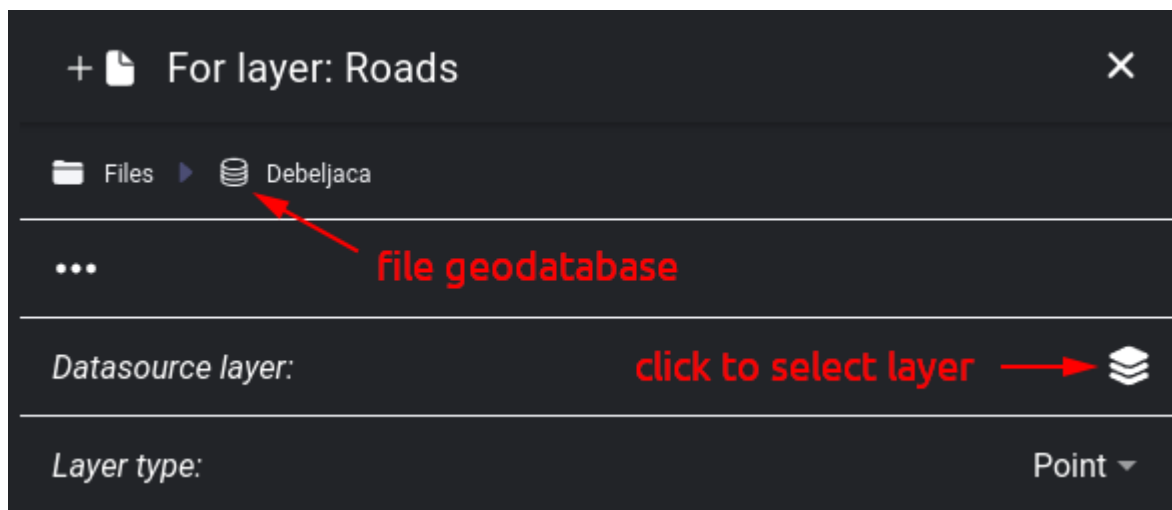 For layer: Roads
Files Debeljaca
... file geodatabase
Datasource layer: click to select layer
Layer type: Point